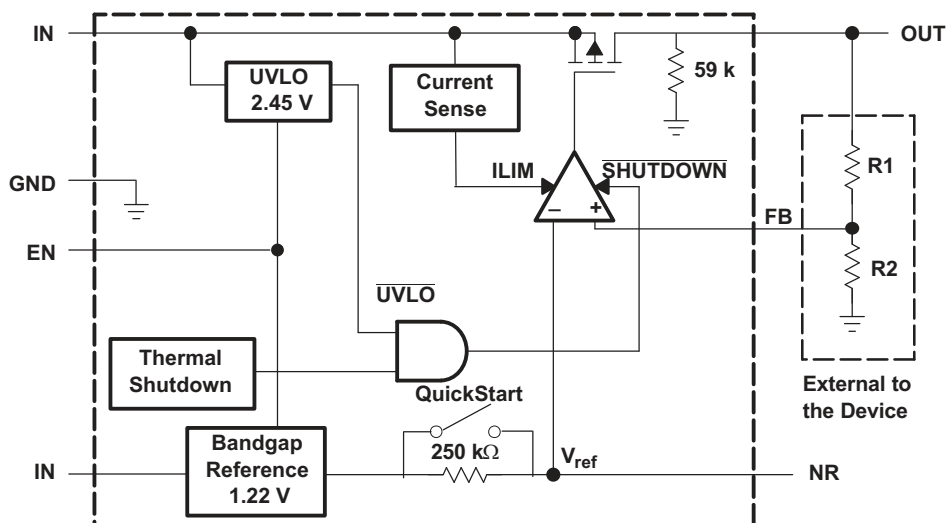 IN
OUT
UVLO
2.45 V
Current
Sense
59 k
GND
ILIM
SHUTDOWN
R1
– +
FB
EN
R2
UVLO
Thermal
Shutdown
QuickStart
External to
the Device
250 kΩ
Vref
IN
Bandgap
Reference
1.22 V
NR